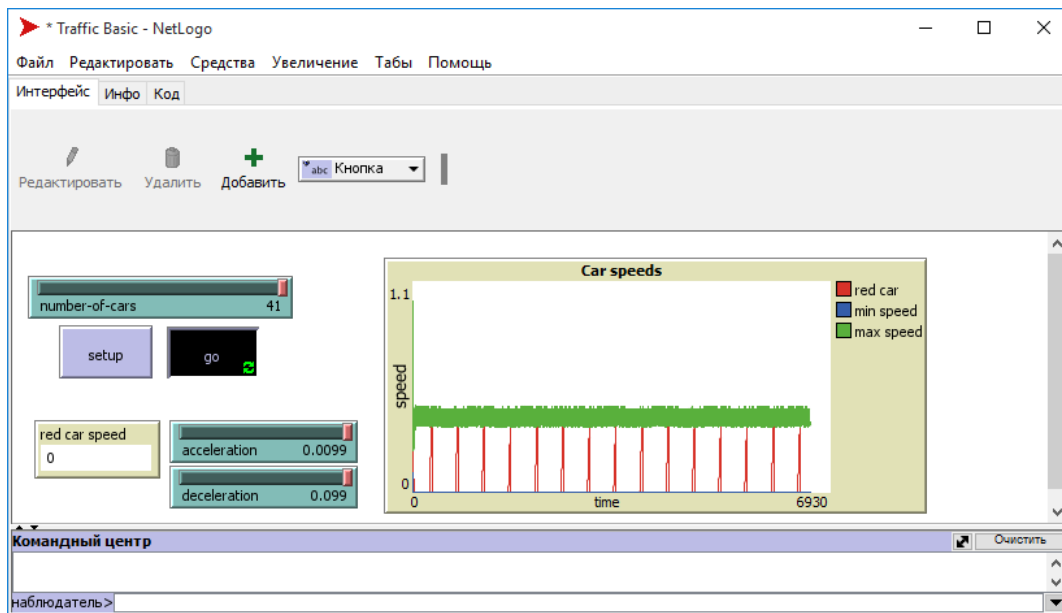 * Traffic Basic - NetLogo
Файл Редактировать Средства Увеличение Табы Помощь
Интерфейс Инфо Код
Редактировать Удалить Добавить abc Кнопка
number-of-cars 41
setup go
red car speed
0
acceleration 0.0099
deceleration 0.099
Car speeds
1.1
speed
0
0 time 6930
red car
min speed
max speed
Командный центр Очистить
наблюдатель>